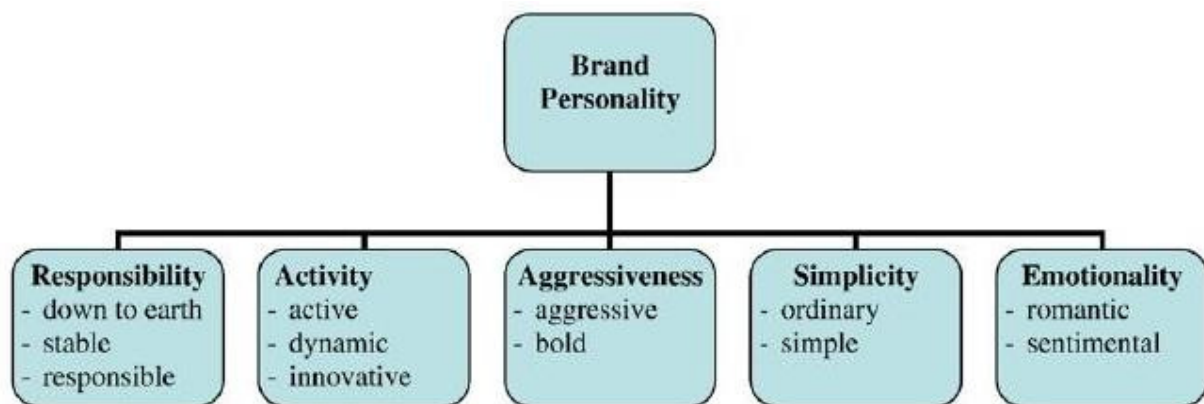 Brand
Personality
Responsibility
- down to earth
- stable
- responsible
Activity
- active
- dynamic
- innovative
Aggressiveness
- aggressive
- bold
Simplicity
- ordinary
- simple
Emotionality
- romantic
- sentimental